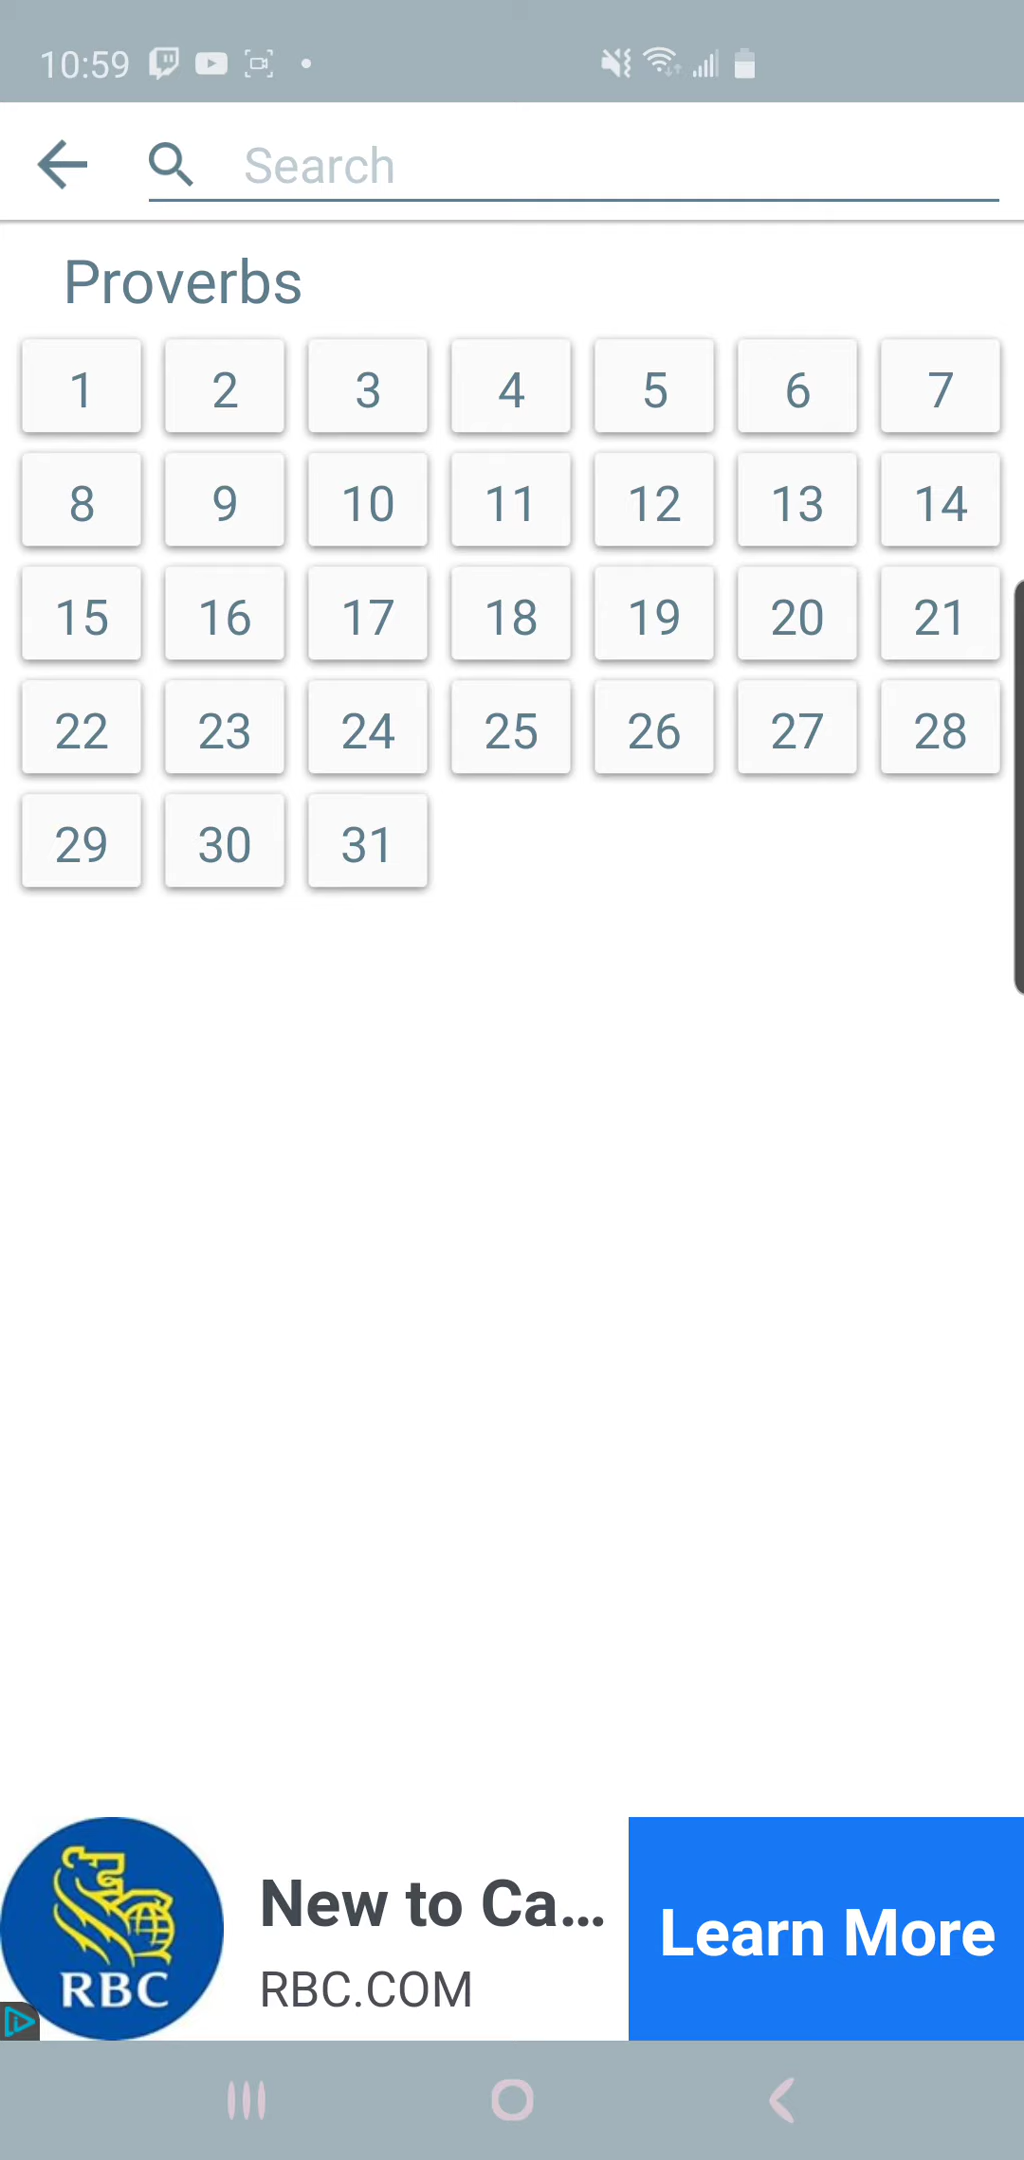 10:59
Search
Proverbs
1 2 3 4 5 6 7
8 9 10 11 12 13 14
15 16 17 18 19 20 21
22 23 24 25 26 27 28
29 30 31
New to Ca...
RBC.COM
Learn More
RBC